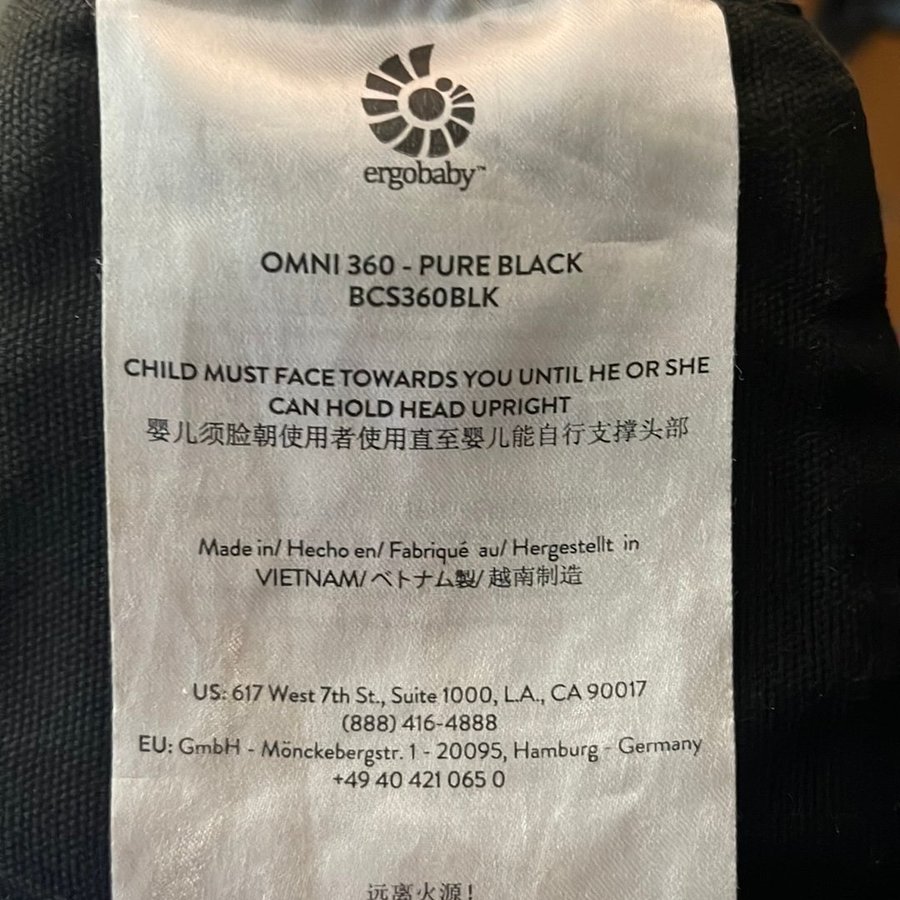 ergobaby™
OMNI 360 - PURE BLACK
BCS360BLK
CHILD MUST FACE TOWARDS YOU UNTIL HE OR SHE
CAN HOLD HEAD UPRIGHT
婴儿须脸朝使用者使用直至婴儿能自行支撑头部
Made in/ Hecho en/ Fabriqué au/ Hergestellt in
VIETNAM/ベトナム製/越南制造
US: 617 West 7th St., Suite 1000, L.A., CA 90017
(888) 416-4888
EU: GmbH - Mönckebergstr. 1 - 20095, Hamburg - Germany
+49 40 421 065 0
远离火源!